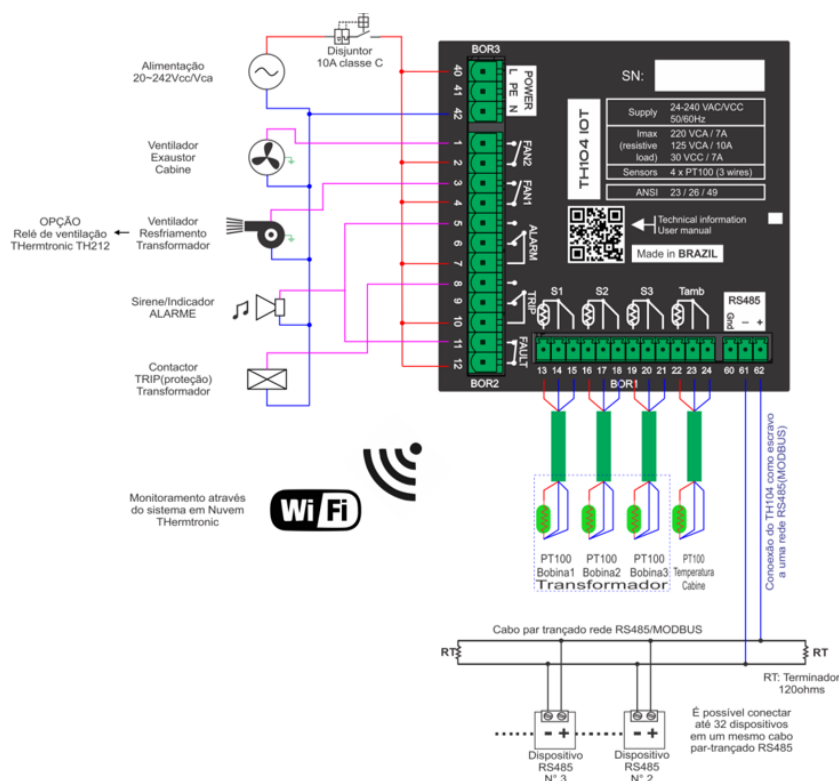 Disjuntor
10A classe C
Alimentação
20~242Vcc/Vca
Ventilador
Exaustor
Cabine
OPÇÃO
Relé de ventilação
THermtronic TH212
Ventilador
Resfriamento
Transformador
Sirene/Indicador
ALARME
Contactor
TRIP(proteção)
Transformador
BOR3
40
41
42
L PE N
POWER
1
2
3
4
5
6
7
8
9
10
11
12
FAN2
FAN1
ALARM
TRIP
FAULT
BOR2
SN:
TH104 IOT
Supply 24-240 VAC/VCC
50/60Hz
Imax 220 VCA / 7A
(resistive 125 VCA / 10A
load) 30 VCC / 7A
Sensors 4 x PT100 (3 wires)
ANSI 23 / 26 / 49
Technical information
User manual
Made in BRAZIL
S1 S2 S3 Tamb
RS485
Gnd – +
13 14 15 16 17 18 19 20 21 22 23 24 60 61 62
BOR1
Monitoramento através
do sistema em Nuvem
THermtronic
Wi Fi
PT100
Bobina1
PT100
Bobina2
PT100
Bobina3
Transformador
PT100
Temperatura
Cabine
Conoexão do TH104 como escravo
a uma rede RS485(MODBUS)
Cabo par trançado rede RS485/MODBUS
RT
RT
RT: Terminador
120ohms
- +
- +
Dispositivo
RS485
N° 3
Dispositivo
RS485
N° 2
É possível conectar
até 32 dispositivos
em um mesmo cabo
par-trançado RS485